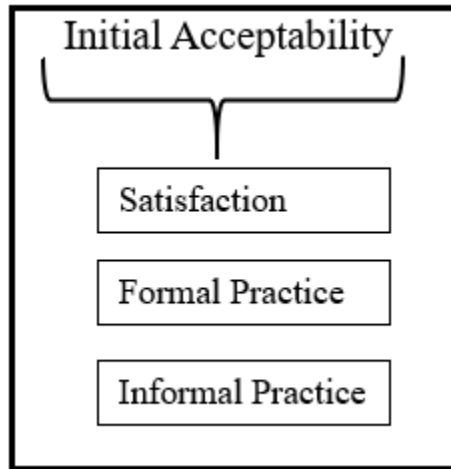 Initial Acceptability
Satisfaction
Formal Practice
Informal Practice